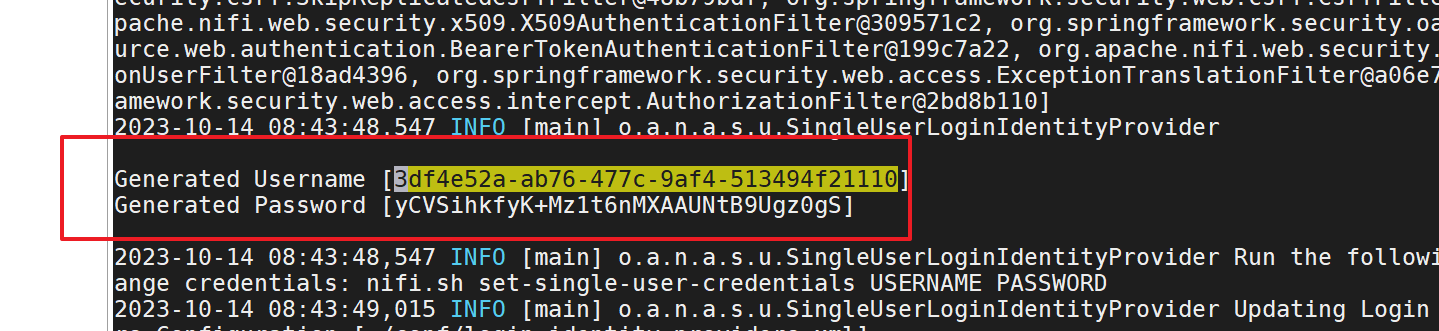 pache.nifi.web.security.x509.X509AuthenticationFilter@309571c2, org.springframework.security.oa
urce.web.authentication.BearerTokenAuthenticationFilter@199c7a22, org.apache.nifi.web.security.
onUserFilter@18ad4396, org.springframework.security.web.access.ExceptionTranslationFilter@a06e7
amework.security.web.access.intercept.AuthorizationFilter@2bd8b110]
2023-10-14 08:43:48,547 INFO [main] o.a.n.a.s.u.SingleUserLoginIdentityProvider
Generated Username [3df4e52a-ab76-477c-9af4-513494f21110]
Generated Password [yCVSihkfyK+Mz1t6nMXAAUNtB9Ugz0gS]
2023-10-14 08:43:48,547 INFO [main] o.a.n.a.s.u.SingleUserLoginIdentityProvider Run the followi
ange credentials: nifi.sh set-single-user-credentials USERNAME PASSWORD
2023-10-14 08:43:49,015 INFO [main] o.a.n.a.s.u.SingleUserLoginIdentityProvider Updating Login